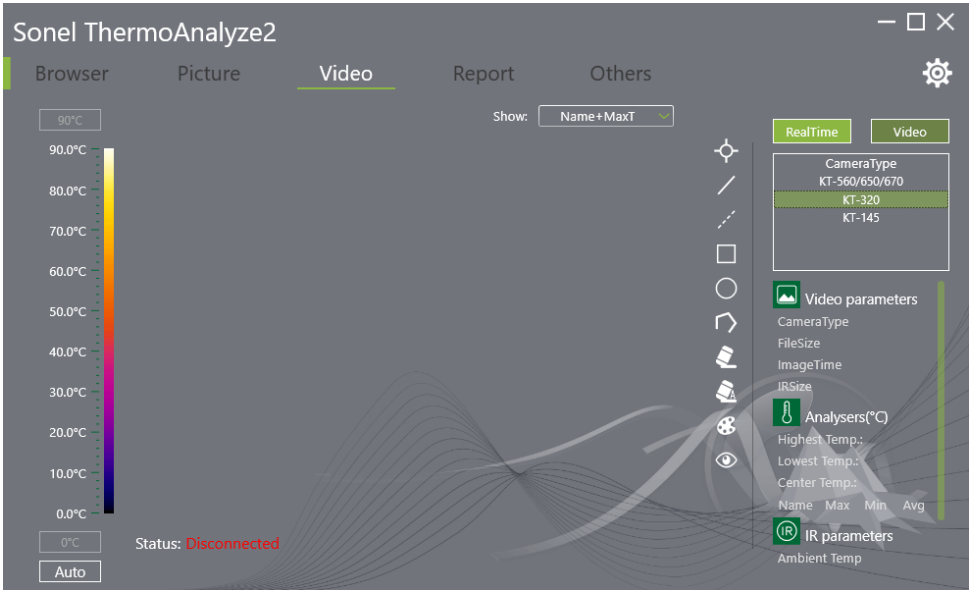 Sonel ThermoAnalyze2
Browser Picture Video Report Others
90°C
Show: Name+MaxT
90.0°C
80.0°C
70.0°C
60.0°C
50.0°C
40.0°C
30.0°C
20.0°C
10.0°C
0.0°C
0°C
Auto
Status: Disconnected
A
RealTime Video
CameraType
KT-560/650/670
KT-320
KT-145
Video parameters
CameraType
FileSize
ImageTime
IRSize
Analysers(°C)
Highest Temp.:
Lowest Temp.:
Center Temp.:
Name Max Min Avg
IR IR parameters
Ambient Temp